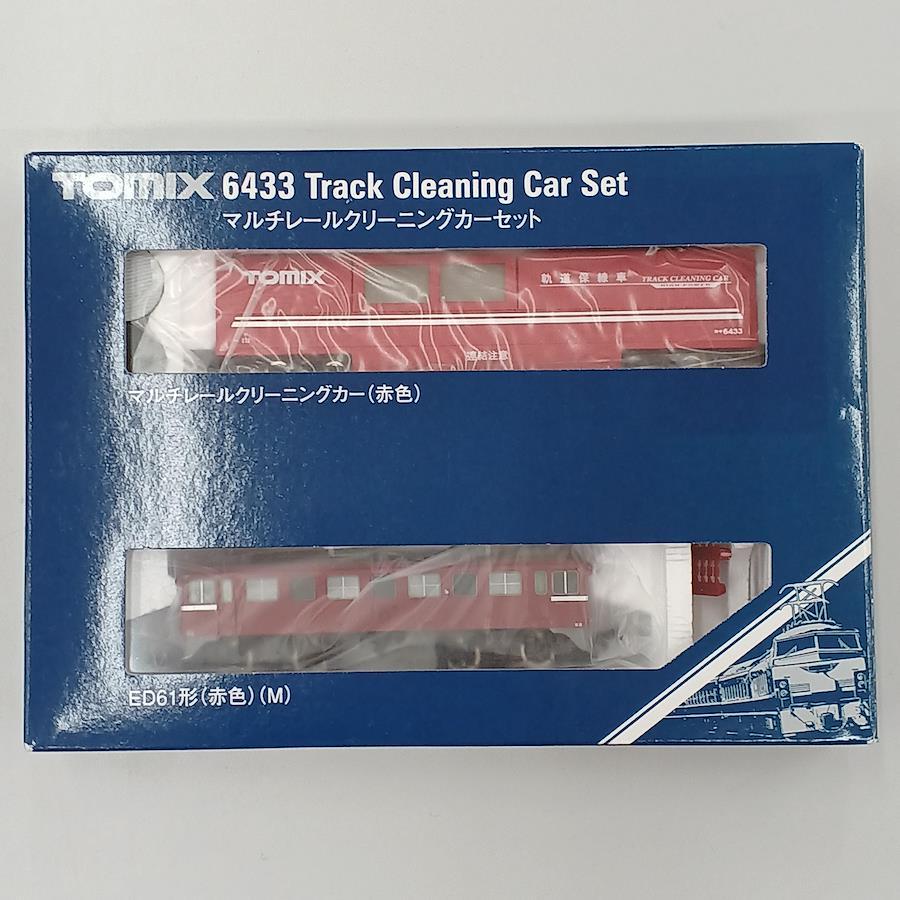 TOMIX 6433 Track Cleaning Car Set
マルチレールクリーニングカーセット
TOMIX
軌道保線車
TRACK CLEANING CAR
HIGH POWER
6433
連結注意
マルチレールクリーニングカー(赤色)
ED61形(赤色)(M)